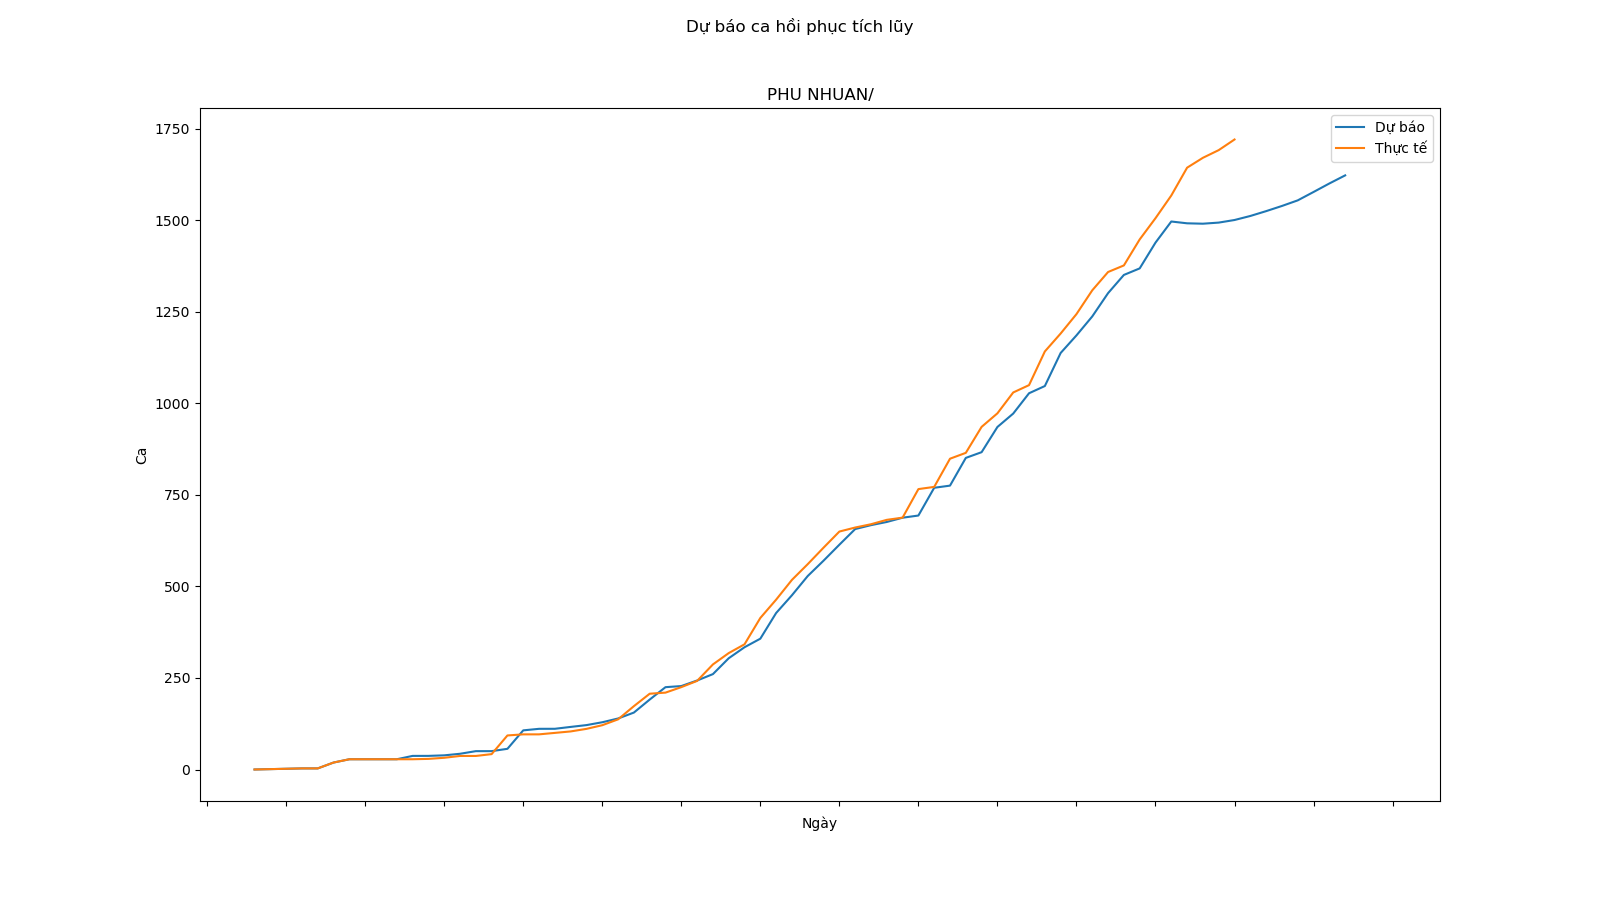 Dự báo ca hồi phục tích lũy
PHU NHUAN/
1750
1500
1250
1000
750
500
250
0
Ca
Dự báo
Thực tế
Ngày